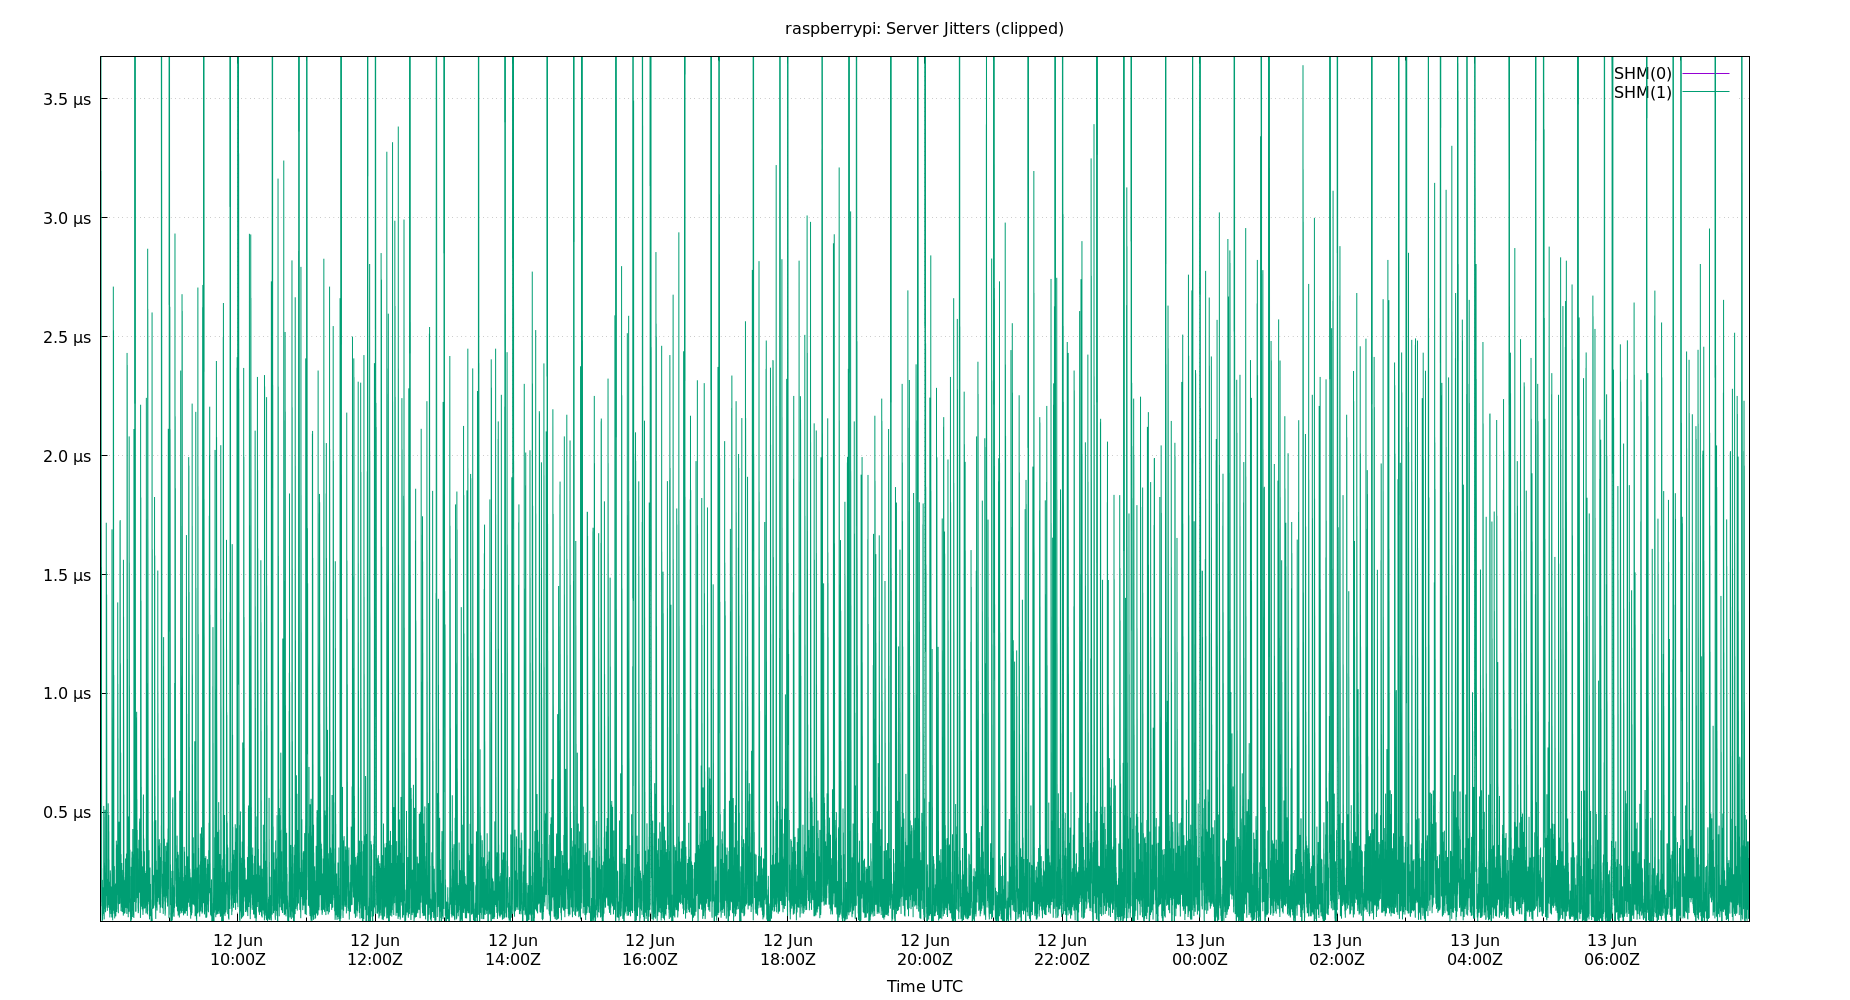 raspberrypi: Server Jitters (clipped)
SHM(0)
SHM(1)
3.5 µs
3.0 µs
2.5 µs
2.0 µs
1.5 µs
1.0 µs
0.5 µs
12 Jun 12 Jun 12 Jun 12 Jun 12 Jun 12 Jun 12 Jun 13 Jun 13 Jun 13 Jun 13 Jun
10:00Z 12:00Z 14:00Z 16:00Z 18:00Z 20:00Z 22:00Z 00:00Z 02:00Z 04:00Z 06:00Z
Time UTC